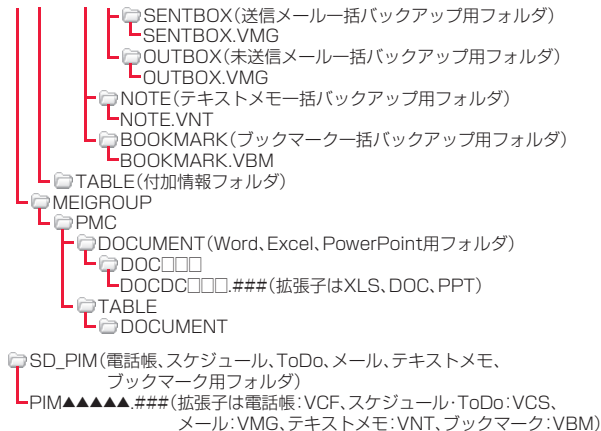 SENTBOX(送信メール一括バックアップ用フォルダ)
SENTBOX.VMG
OUTBOX(未送信メール一括バックアップ用フォルダ)
OUTBOX.VMG
NOTE(テキストメモ一括バックアップ用フォルダ)
NOTE.VNT
BOOKMARK(ブックマーク一括バックアップ用フォルダ)
BOOKMARK.VBM
TABLE(付加情報フォルダ)
MEIGROUP
PMC
DOCUMENT(Word、Excel、PowerPoint用フォルダ)
DOC□□□
DOCDC□□□.###(拡張子はXLS、DOC、PPT)
TABLE
DOCUMENT
SD_PIM(電話帳、スケジュール、ToDo、メール、テキストメモ、
ブックマーク用フォルダ)
PIM▲▲▲▲▲.###(拡張子は電話帳:VCF、スケジュール・ToDo:VCS、
メール:VMG、テキストメモ:VNT、ブックマーク:VBM)